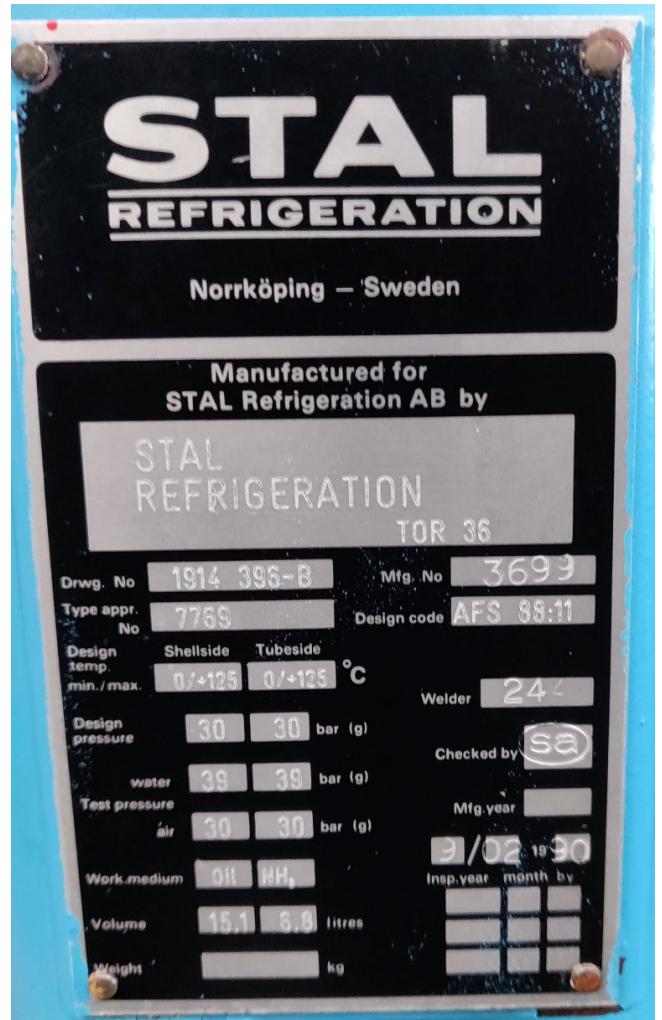 STAL
REFRIGERATION
Norrköping – Sweden
Manufactured for
STAL Refrigeration AB by
STAL
REFRIGERATION
TOR 36
Drwg. No 1914 396-B Mfg. No 3699
Type appr. No 7769 Design code AFS 88:11
Design temp. min./max. Shellside Tubeside
0/+125 0/+125 °C
Welder 244
Design pressure 30 30 bar (g)
Checked by sa
water 39 39 bar (g)
Test pressure
Mfg.year
air 30 30 bar (g)
9/02 1990
Work.medium Oil NH₃
Insp.year month by
Volume 15.1 6.8 litres
Weight kg